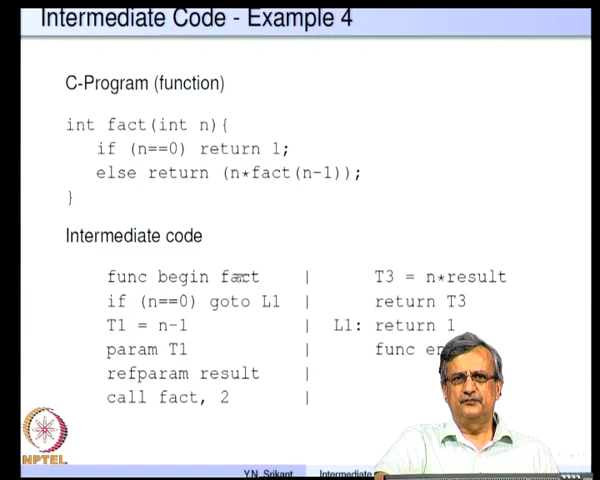 Intermediate Code - Example 4
C-Program (function)
int fact(int n){
if (n==0) return 1;
else return (n*fact(n-1));
}
Intermediate code
func begin fact | T3 = n*result
if (n==0) goto L1 | return T3
T1 = n-1 | L1: return 1
param T1 | func
refparam result |
call fact, 2 |
NPTEL
Y.N. Srikant Intermediate